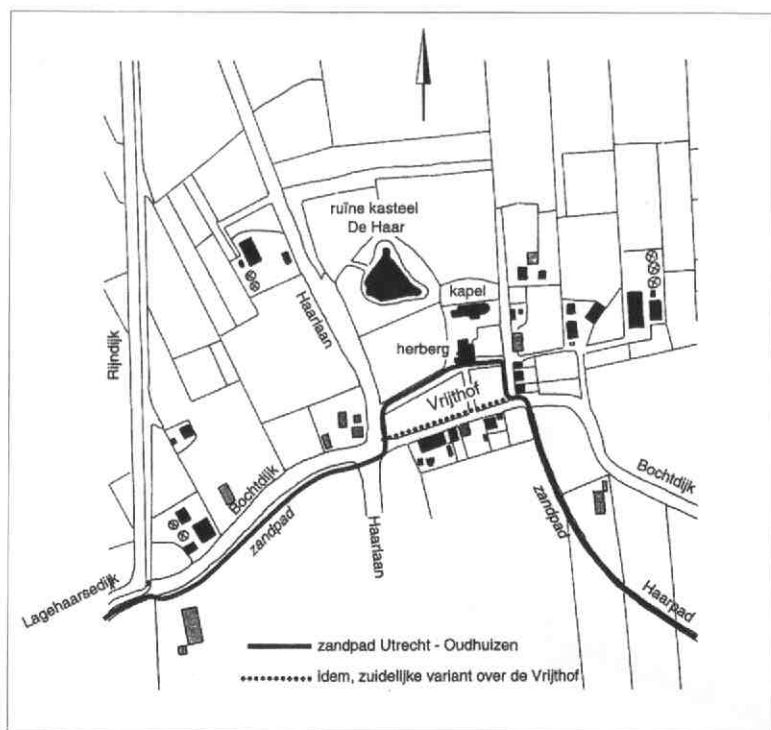 ruïne kasteel
De Haar
kapel
herberg
Vrijthof
Haarlaan
Rijndijk
Bochtdijk
zandpad
Haarlaan
zandpad
Bochtdijk
Haarpad
Lagehaarsedijk
zandpad Utrecht - Oudhuizen
idem, zuidelijke variant over de Vrijthof